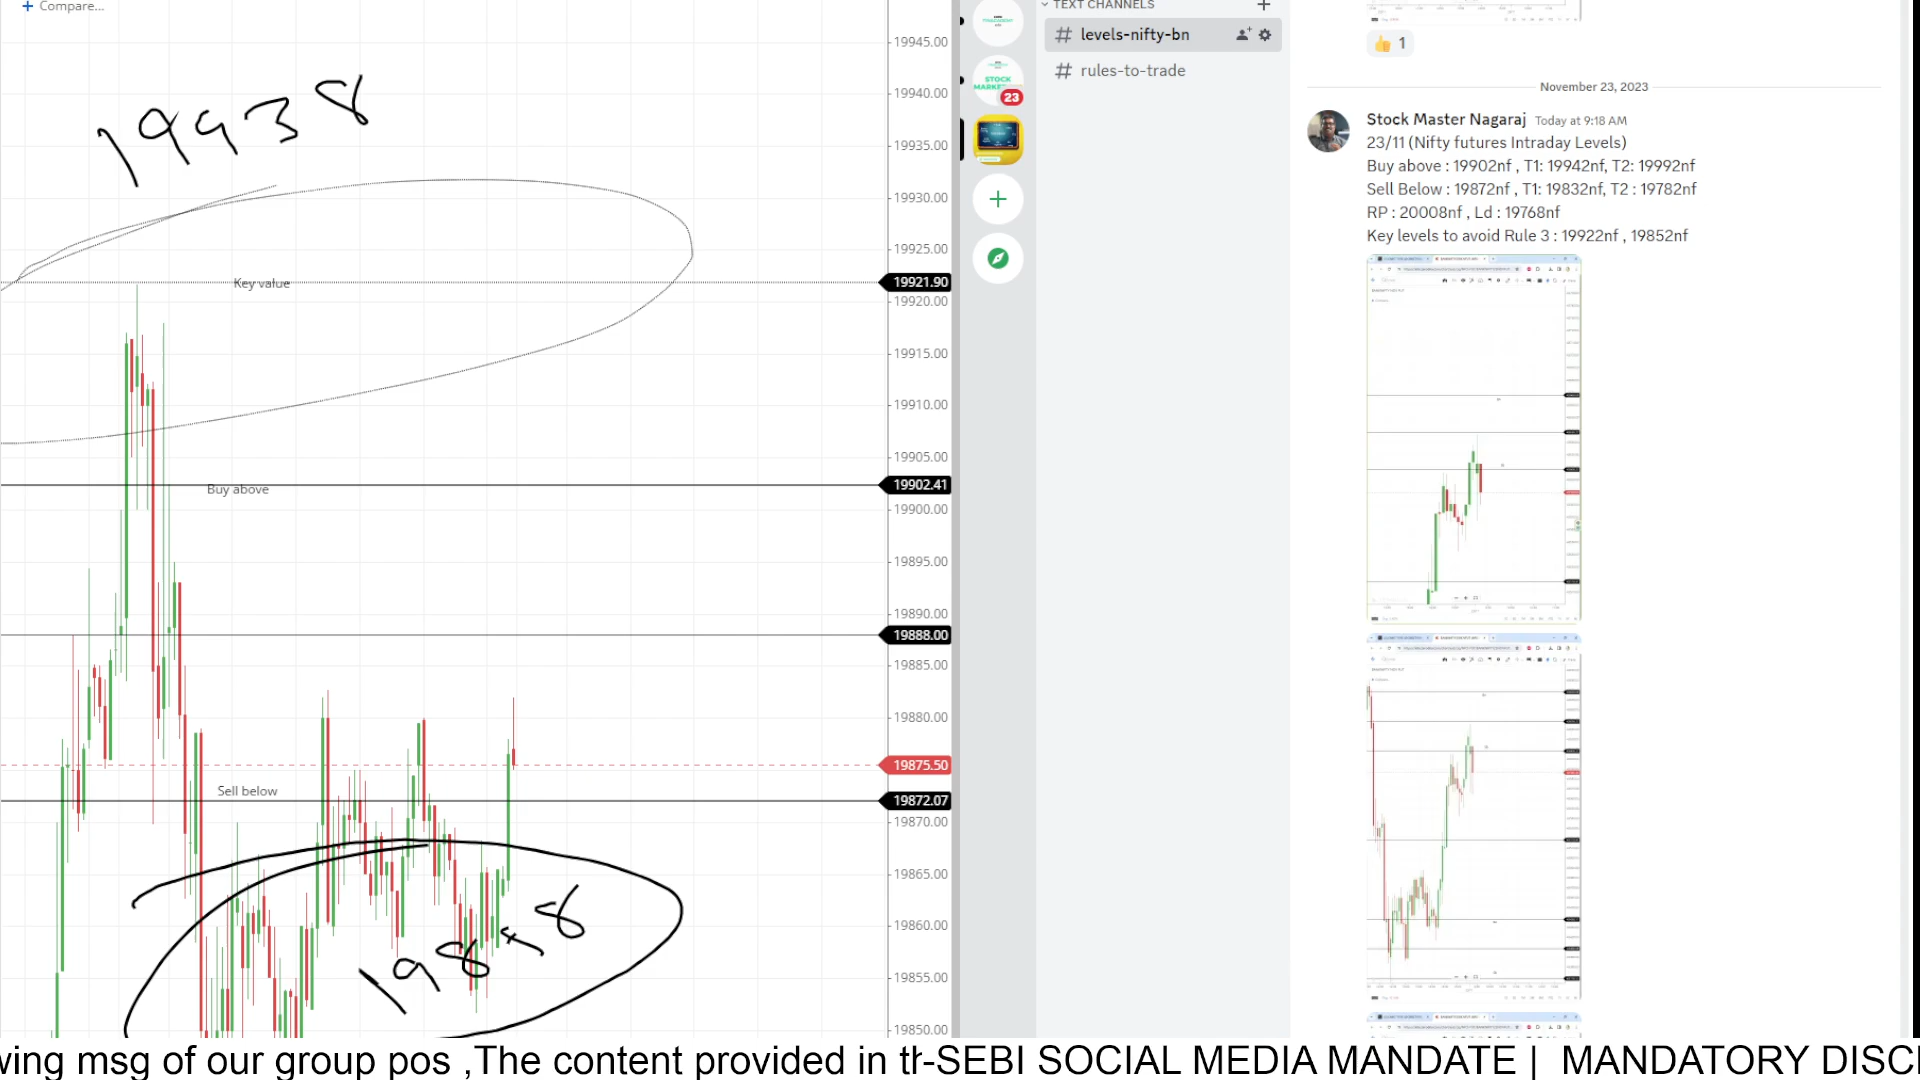 + Compare...
19938
19945.00
19940.00
19935.00
19930.00
19925.00
Key value
19921.90
19920.00
19915.00
19910.00
19905.00
Buy above
19902.41
19900.00
19895.00
19890.00
19888.00
19885.00
19880.00
19875.50
Sell below
19872.07
19870.00
19865.00
19860.00
19855.00
19850.00
TEXT CHANNELS
# levels-nifty-bn
# rules-to-trade
STOCK
MARKE
23
👍 1
November 23, 2023
Stock Master Nagaraj Today at 9:18 AM
23/11 (Nifty futures Intraday Levels)
Buy above : 19902nf , T1: 19942nf, T2: 19992nf
Sell Below : 19872nf , T1: 19832nf, T2 : 19782nf
RP : 20008nf , Ld : 19768nf
Key levels to avoid Rule 3 : 19922nf , 19852nf
wing msg of our group pos ,The content provided in th-SEBI SOCIAL MEDIA MANDATE | MANDATORY DISCL